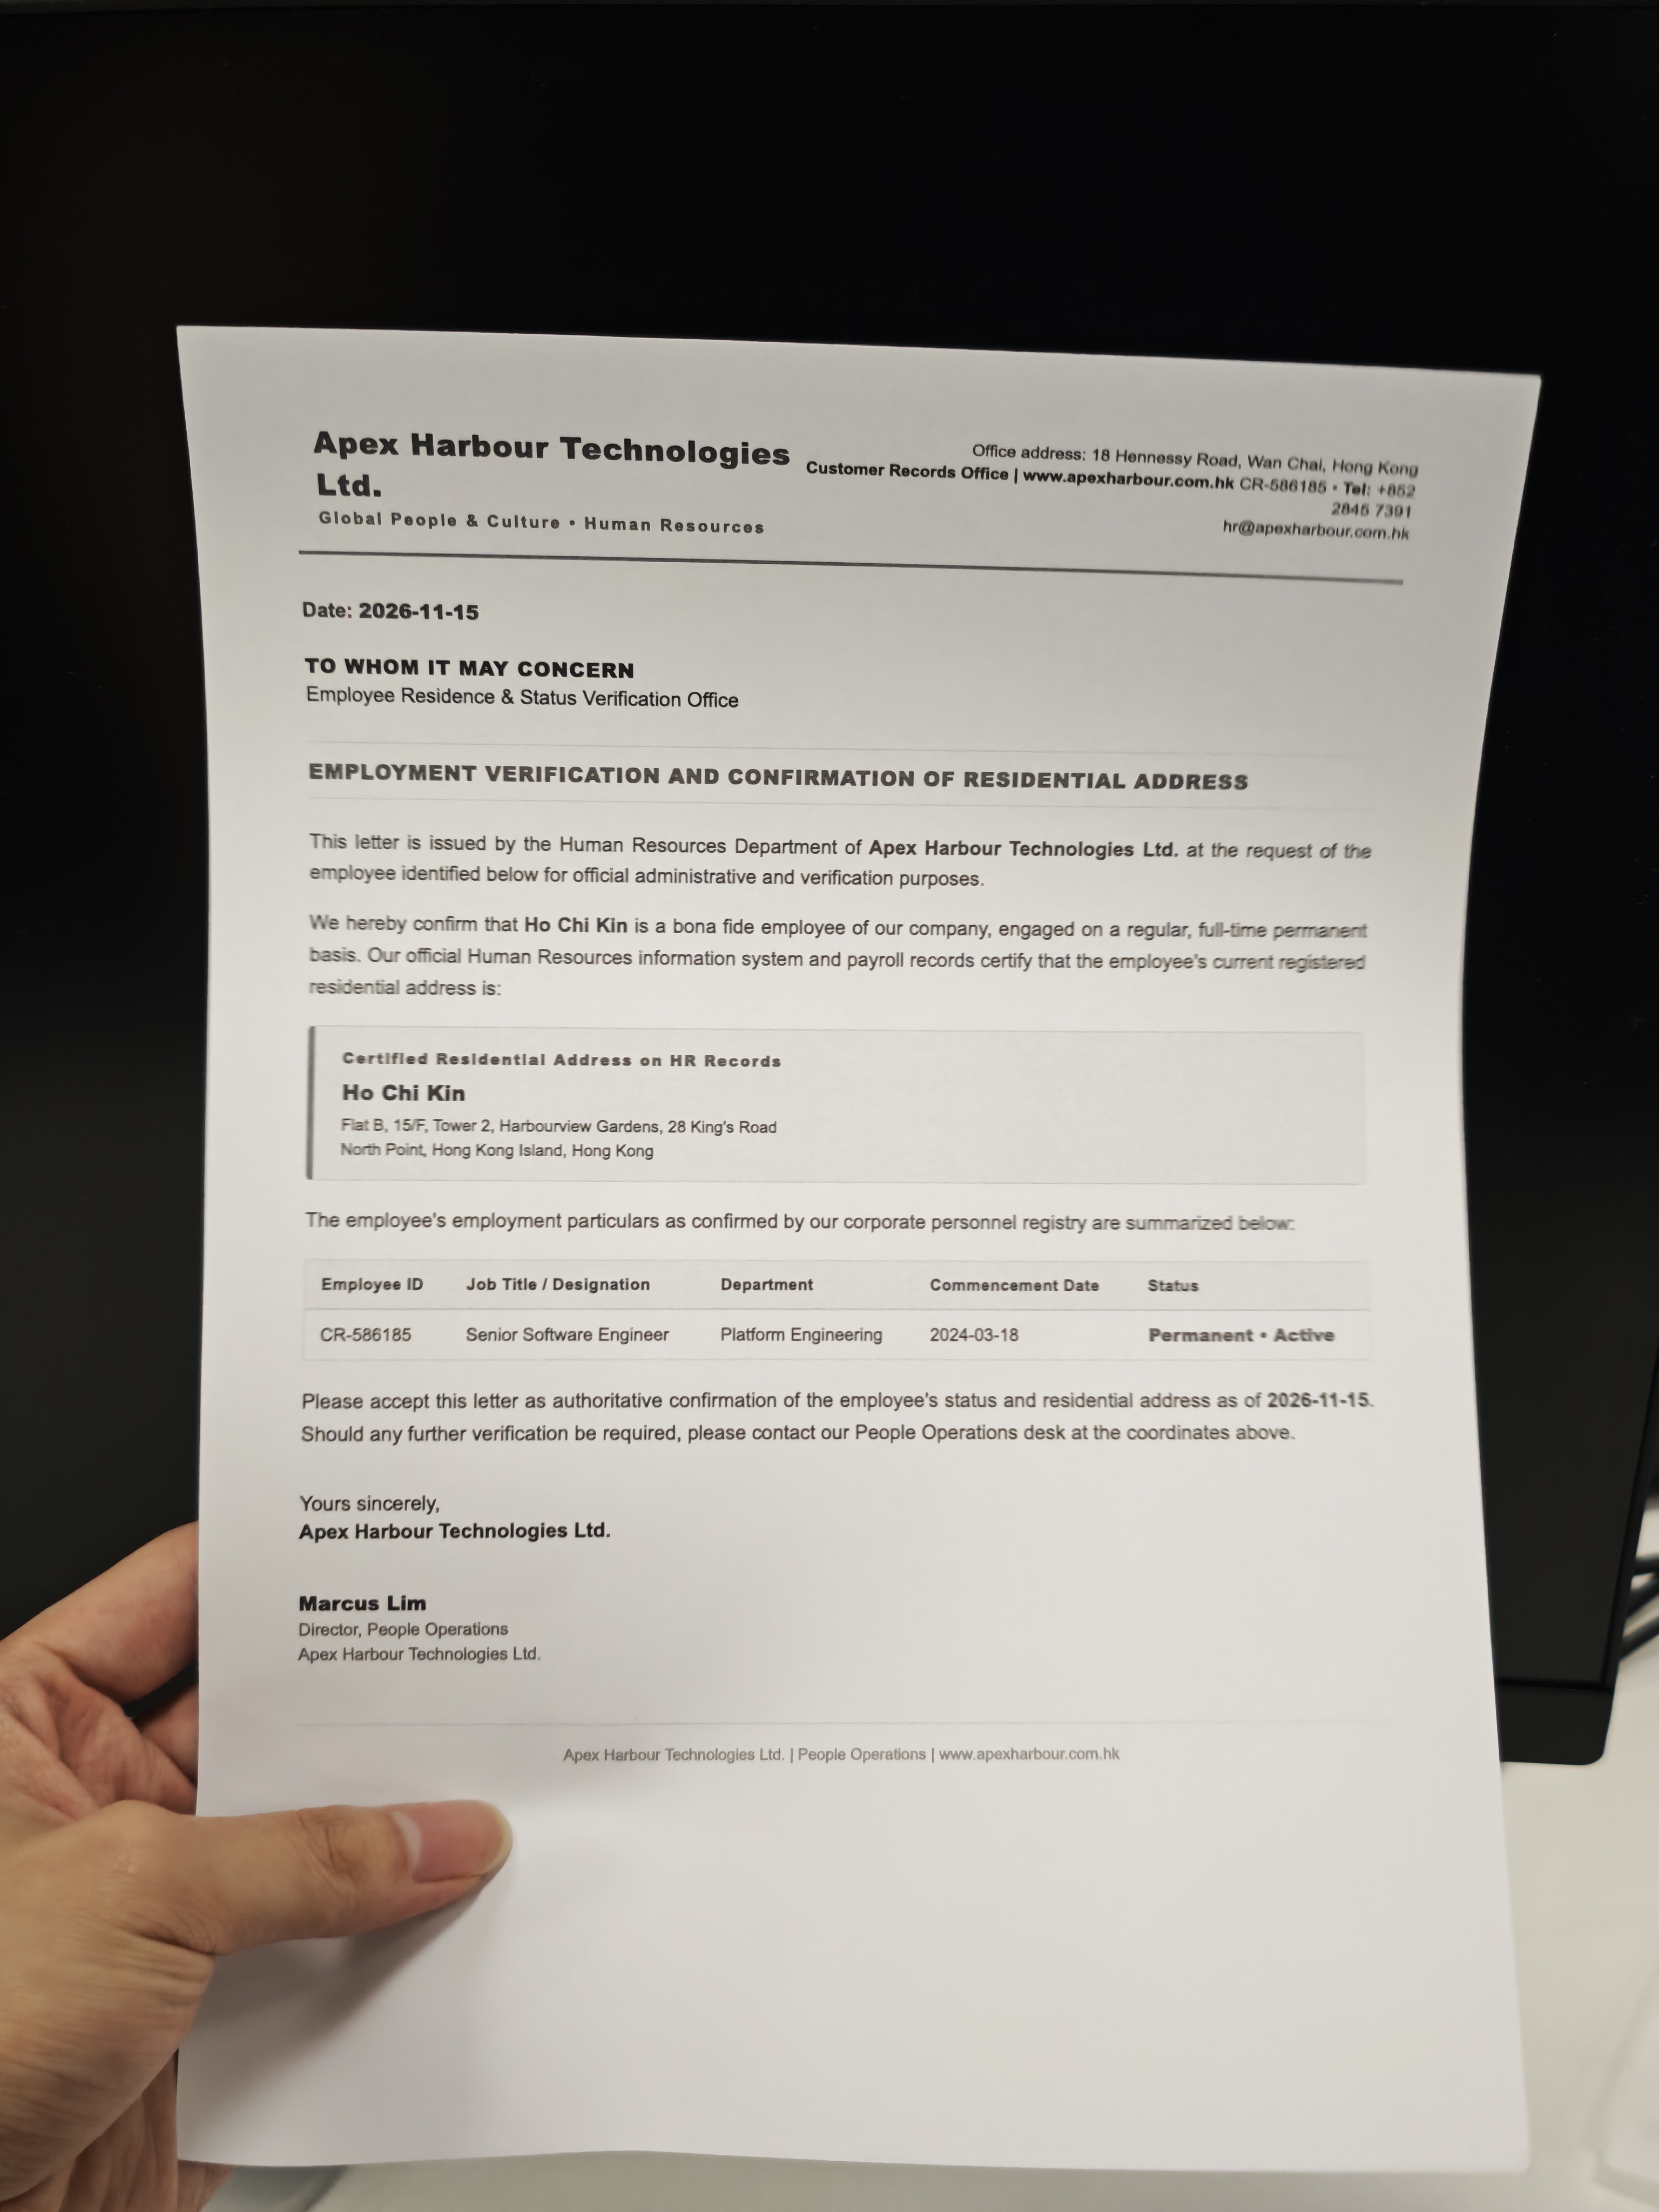 Apex Harbour Technologies
Ltd.
Global People & Culture • Human Resources
Office address: 18 Hennessy Road, Wan Chai, Hong Kong
Customer Records Office | www.apexharbour.com.hk CR-586185 • Tel: +852
2845 7391
hr@apexharbour.com.hk
Date: 2026-11-15
TO WHOM IT MAY CONCERN
Employee Residence & Status Verification Office
EMPLOYMENT VERIFICATION AND CONFIRMATION OF RESIDENTIAL ADDRESS
This letter is issued by the Human Resources Department of Apex Harbour Technologies Ltd. at the request of the
employee identified below for official administrative and verification purposes.
We hereby confirm that Ho Chi Kin is a bona fide employee of our company, engaged on a regular, full-time permanent
basis. Our official Human Resources information system and payroll records certify that the employee's current registered
residential address is:
Certified Residential Address on HR Records
Ho Chi Kin
Flat B, 15/F, Tower 2, Harbourview Gardens, 28 King's Road
North Point, Hong Kong Island, Hong Kong
The employee's employment particulars as confirmed by our corporate personnel registry are summarized below:
Employee ID Job Title / Designation Department Commencement Date Status
CR-586185 Senior Software Engineer Platform Engineering 2024-03-18 Permanent • Active
Please accept this letter as authoritative confirmation of the employee's status and residential address as of 2026-11-15.
Should any further verification be required, please contact our People Operations desk at the coordinates above.
Yours sincerely,
Apex Harbour Technologies Ltd.
Marcus Lim
Director, People Operations
Apex Harbour Technologies Ltd.
Apex Harbour Technologies Ltd. | People Operations | www.apexharbour.com.hk